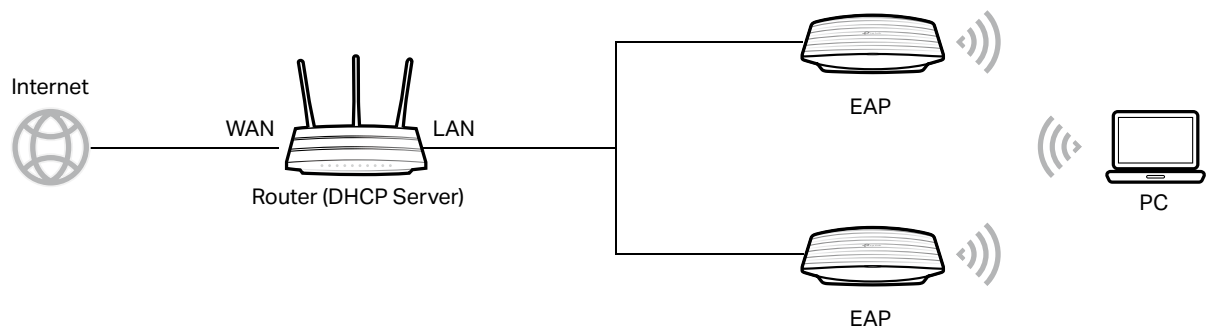 Internet
WAN
LAN
Router (DHCP Server)
EAP
PC
EAP